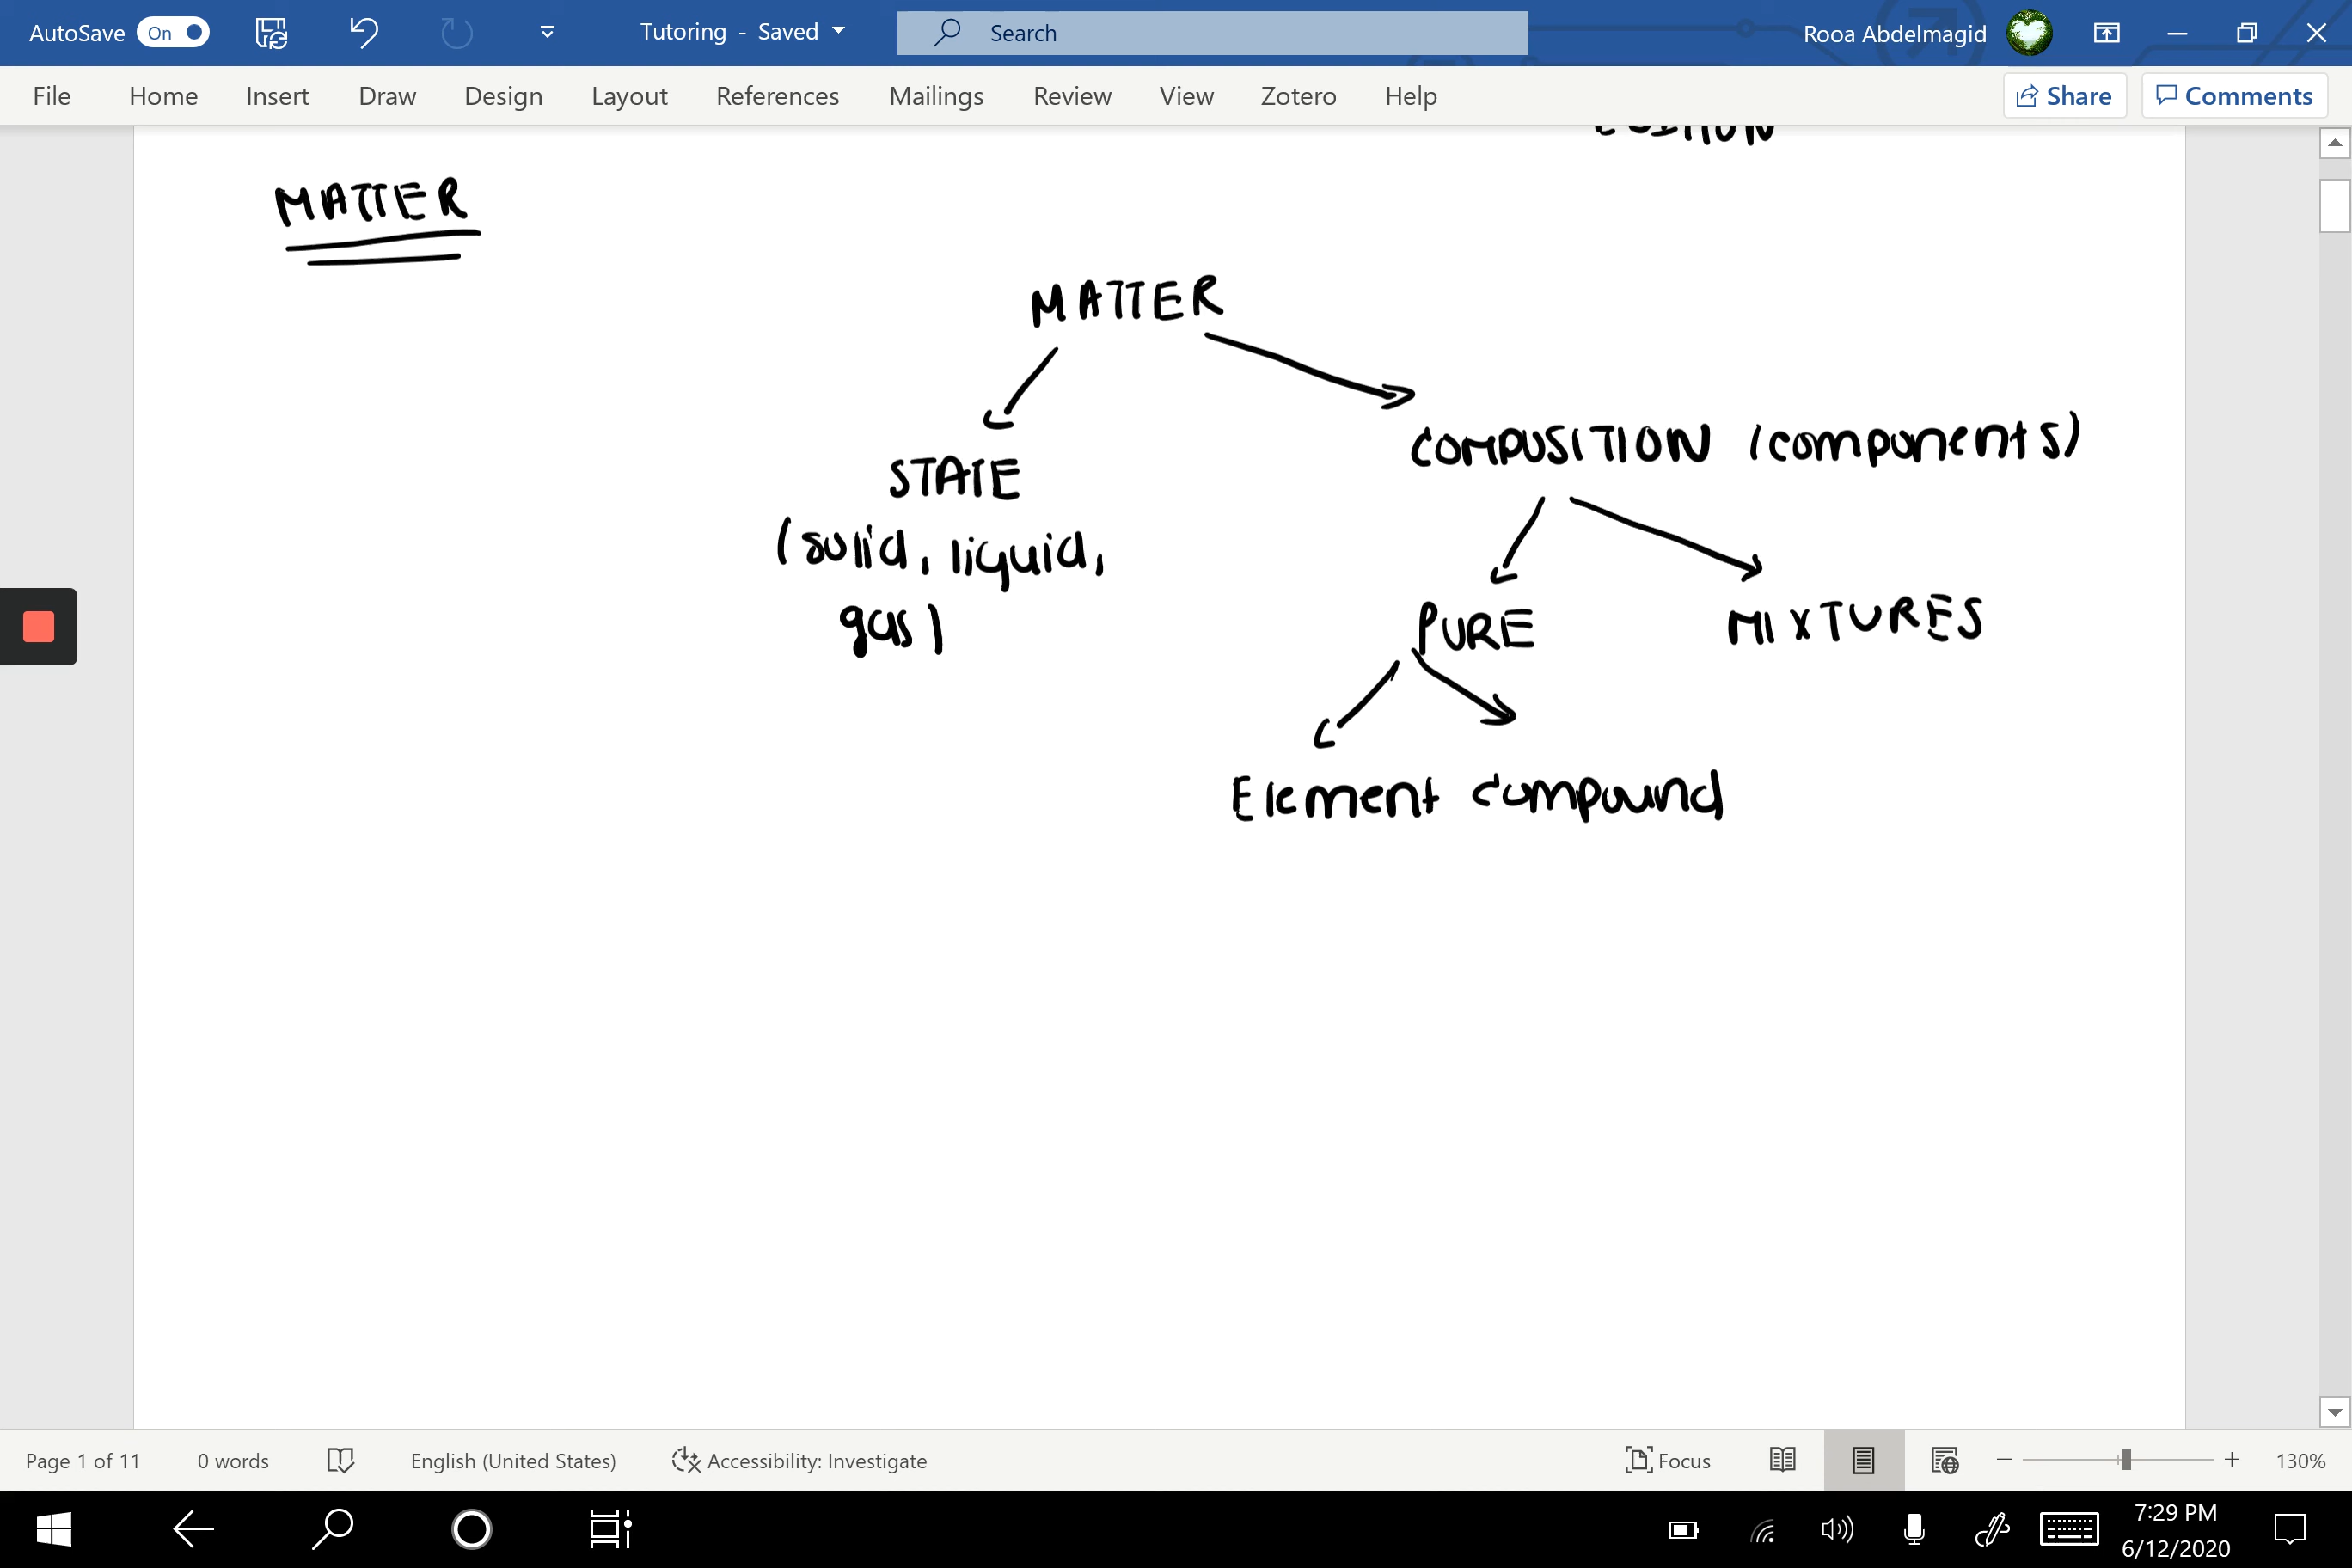 AutoSave On Tutoring - Saved Search Rooa Abdelmagid
File Home Insert Draw Design Layout References Mailings Review View Zotero Help Share Comments
MATTER
MATTER
STATE
(solid, liquid,
gas)
COMPOSITION (components)
PURE MIXTURES
Element compound
Page 1 of 11 0 words English (United States) Accessibility: Investigate Focus 130%
7:29 PM
6/12/2020